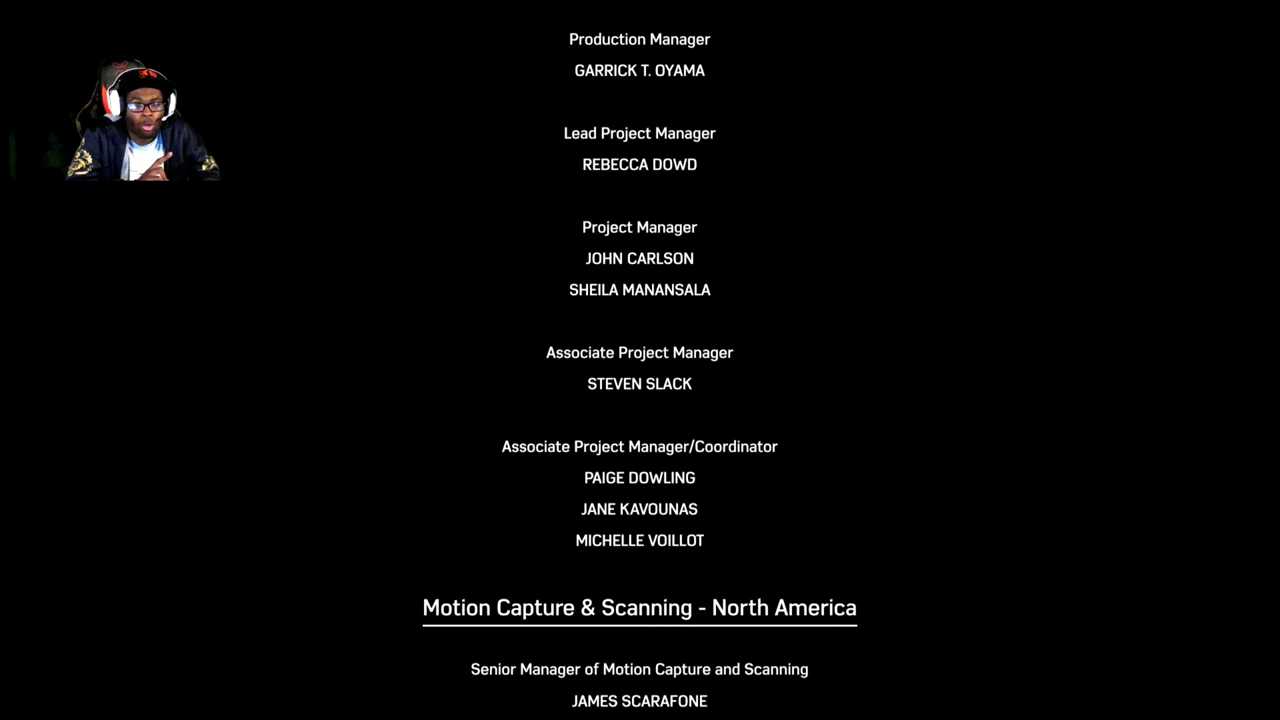 Production Manager
GARRICK T. OYAMA
Lead Project Manager
REBECCA DOWD
Project Manager
JOHN CARLSON
SHEILA MANANSALA
Associate Project Manager
STEVEN SLACK
Associate Project Manager/Coordinator
PAIGE DOWLING
JANE KAVOUNAS
MICHELLE VOILLOT
Motion Capture & Scanning - North America
Senior Manager of Motion Capture and Scanning
JAMES SCARAFONE